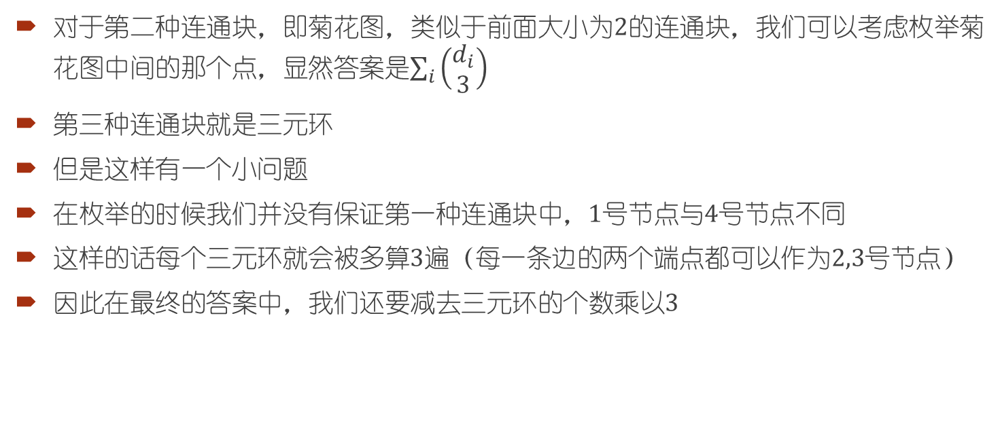 对于第二种连通块，即菊花图，类似于前面大小为2的连通块，我们可以考虑枚举菊
花图中间的那个点，显然答案是∑_i \binom{d_i}{3}
第三种连通块就是三元环
但是这样有一个小问题
在枚举的时候我们并没有保证第一种连通块中，1号节点与4号节点不同
这样的话每个三元环就会被多算3遍（每一条边的两个端点都可以作为2,3号节点）
因此在最终的答案中，我们还要减去三元环的个数乘以3